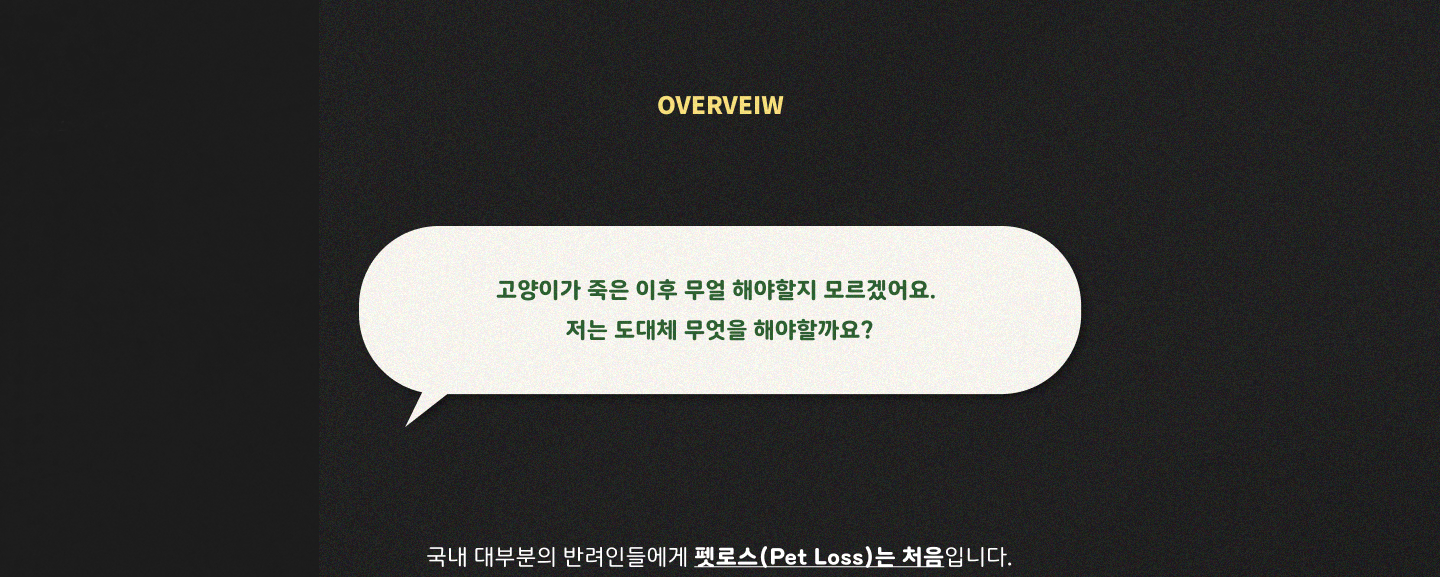 OVERVEIW
고양이가 죽은 이후 무얼 해야할지 모르겠어요.
저는 도대체 무엇을 해야할까요?
국내 대부분의 반려인들에게 펫로스(Pet Loss)는 처음입니다.